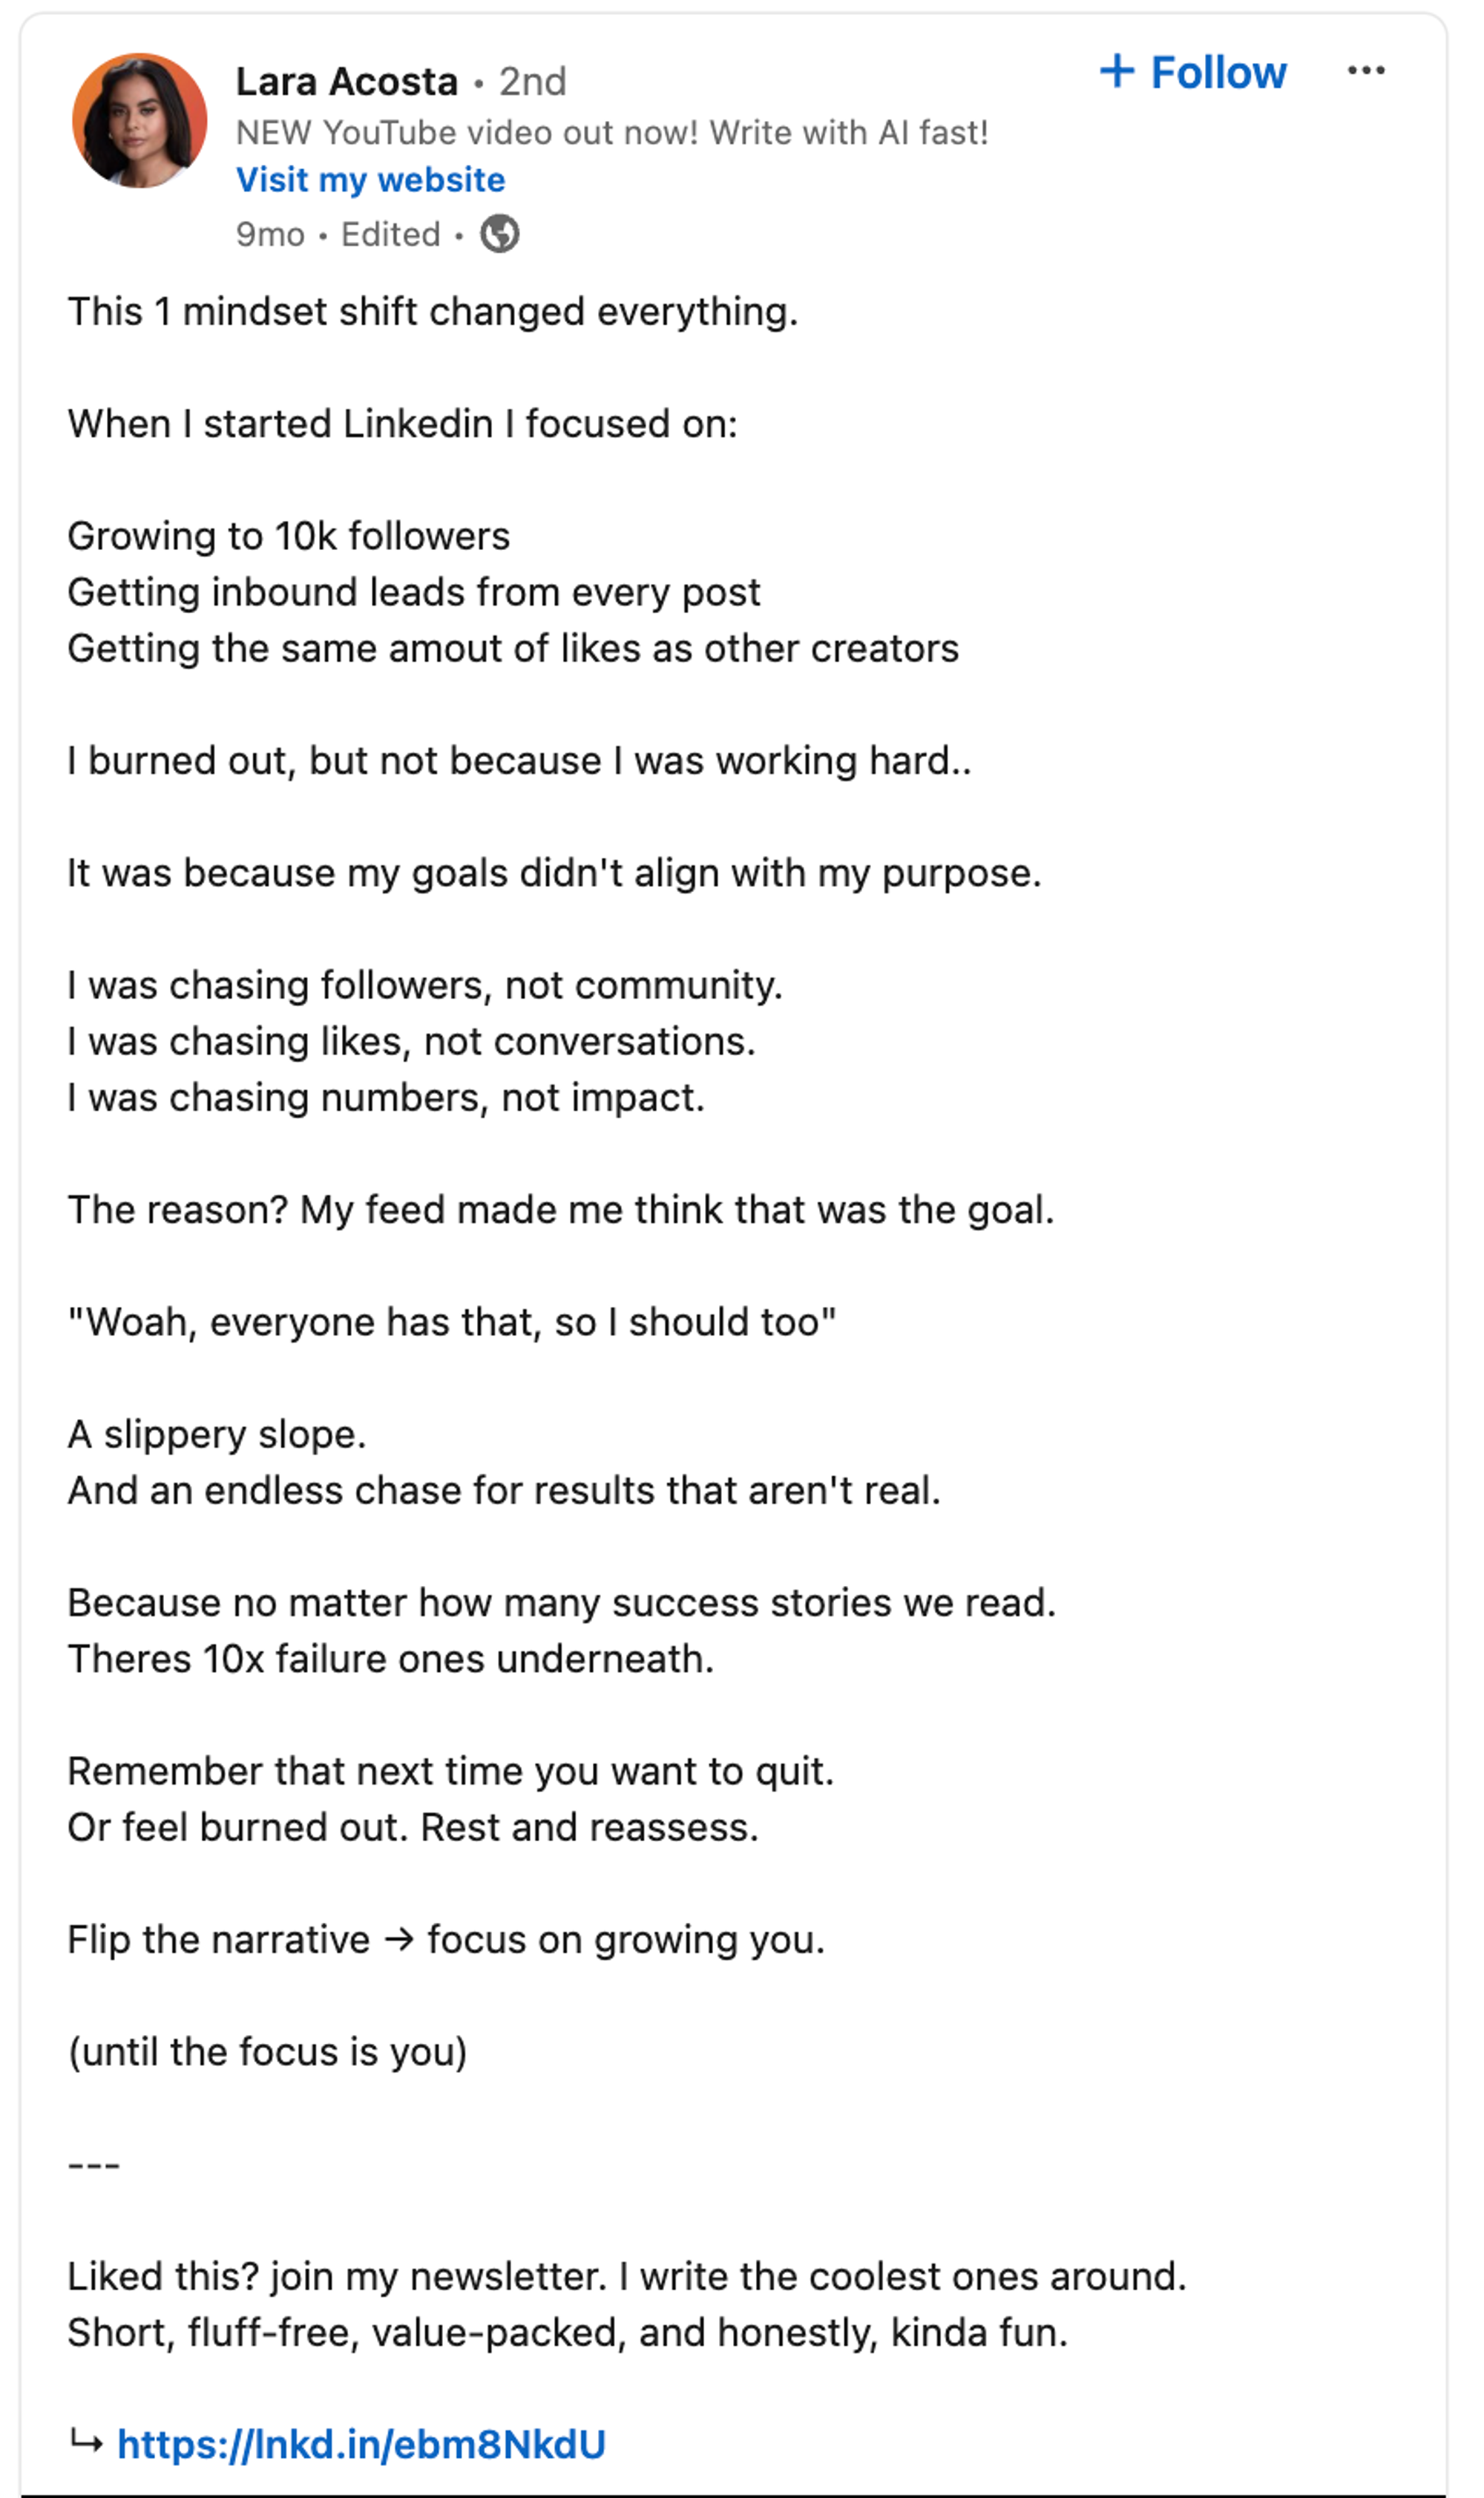 Lara Acosta • 2nd
+ Follow
NEW YouTube video out now! Write with AI fast!
Visit my website
9mo • Edited •
This 1 mindset shift changed everything.
When I started Linkedin I focused on:
Growing to 10k followers
Getting inbound leads from every post
Getting the same amout of likes as other creators
I burned out, but not because I was working hard..
It was because my goals didn't align with my purpose.
I was chasing followers, not community.
I was chasing likes, not conversations.
I was chasing numbers, not impact.
The reason? My feed made me think that was the goal.
"Woah, everyone has that, so I should too"
A slippery slope.
And an endless chase for results that aren't real.
Because no matter how many success stories we read.
Theres 10x failure ones underneath.
Remember that next time you want to quit.
Or feel burned out. Rest and reassess.
Flip the narrative → focus on growing you.
(until the focus is you)
---
Liked this? join my newsletter. I write the coolest ones around.
Short, fluff-free, value-packed, and honestly, kinda fun.
↳ https://lnkd.in/ebm8NkdU